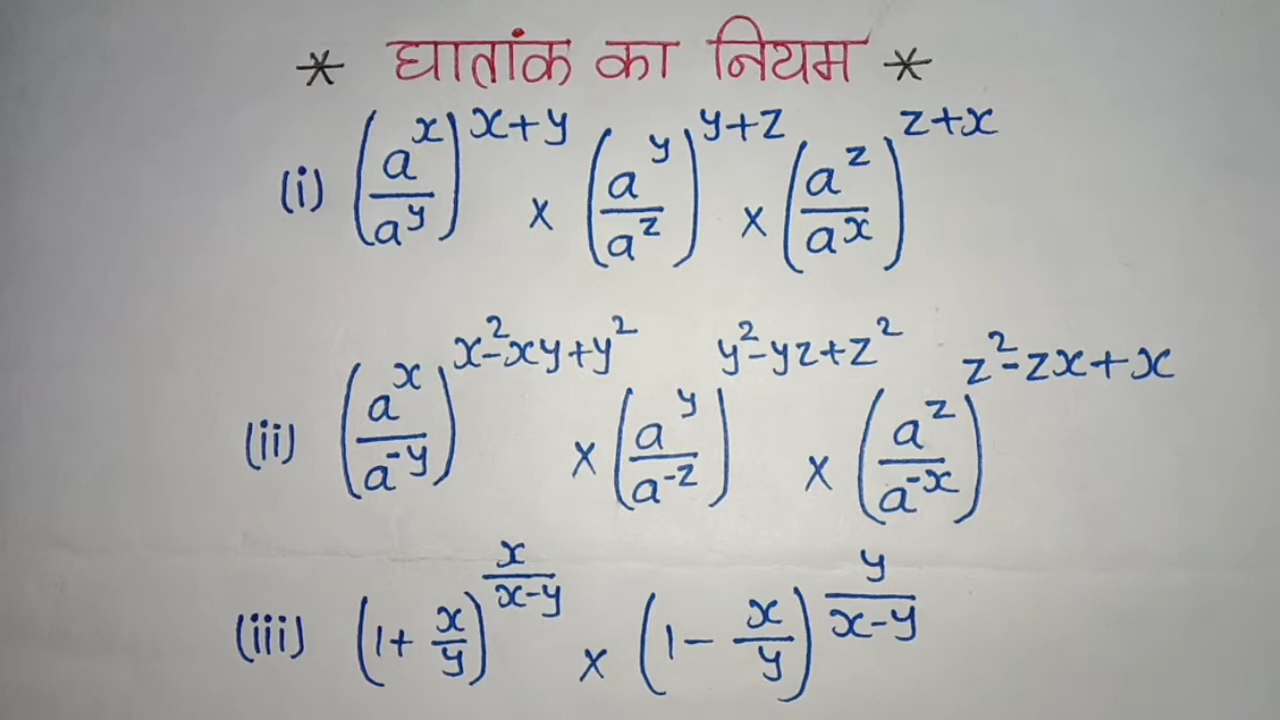 * घातांक का नियम *
(i) (a^x/a^y)^(x+y) × (a^y/a^z)^(y+z) × (a^z/a^x)^(z+x)
(ii) (a^x/a^-y)^(x²-xy+y²) × (a^y/a^-z)^(y²-yz+z²) × (a^z/a^-x)^(z²-zx+x)
(iii) (1+x/y)^(x/(x-y)) × (1-x/y)^(y/(x-y))